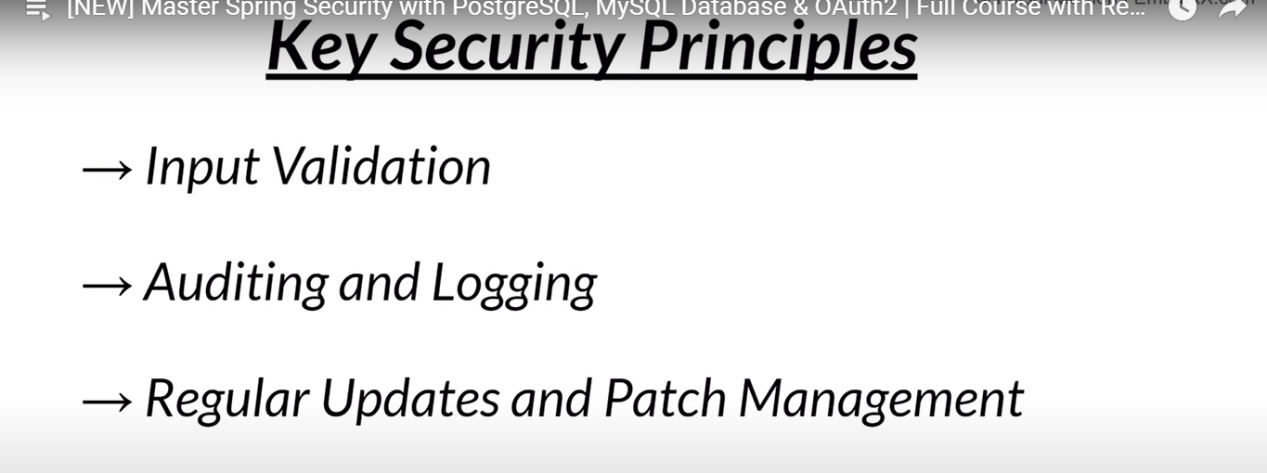 [NEW] Master Spring Security with PostgreSQL, MySQL Database & OAuth2 | Full Course with Re...
Key Security Principles
→ Input Validation
→ Auditing and Logging
→ Regular Updates and Patch Management